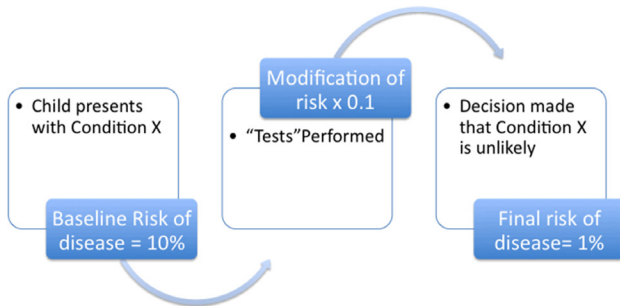 • Child presents
with Condition X
Baseline Risk of
disease = 10%
Modification of
risk x 0.1
• “Tests”Performed
• Decision made
that Condition X
is unlikely
Final risk of
disease= 1%